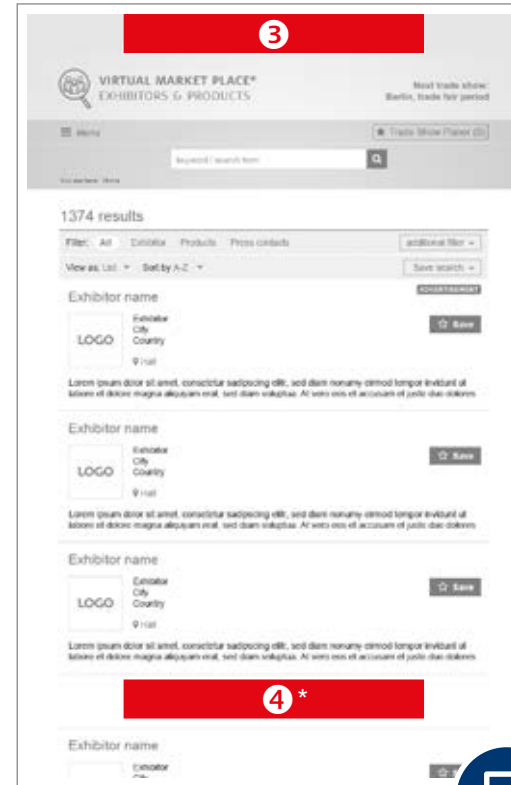 3
VIRTUAL MARKET PLACE®
EXHIBITORS & PRODUCTS
Next trade show:
Berlin, trade fair period
Menu
Trade Show Planer (0)
keyword / search term
You are here: Home
1374 results
Filter: All Exhibitor Products Press contacts additional filter
View as: List Sort by A-Z Save search
ADVERTISEMENT
Exhibitor name
LOGO
Exhibitor
City
Country
Hall
Save
Lorem ipsum dolor sit amet, consetetur sadipscing elitr, sed diam nonumy eirmod tempor invidunt ut
labore et dolore magna aliquyam erat, sed diam voluptua. At vero eos et accusam et justo duo dolores
Exhibitor name
LOGO
Exhibitor
City
Country
Hall
Save
Lorem ipsum dolor sit amet, consetetur sadipscing elitr, sed diam nonumy eirmod tempor invidunt ut
labore et dolore magna aliquyam erat, sed diam voluptua. At vero eos et accusam et justo duo dolores
Exhibitor name
LOGO
Exhibitor
City
Country
Hall
Save
Lorem ipsum dolor sit amet, consetetur sadipscing elitr, sed diam nonumy eirmod tempor invidunt ut
labore et dolore magna aliquyam erat, sed diam voluptua. At vero eos et accusam et justo duo dolores
4 *
Exhibitor name
Exhibitor